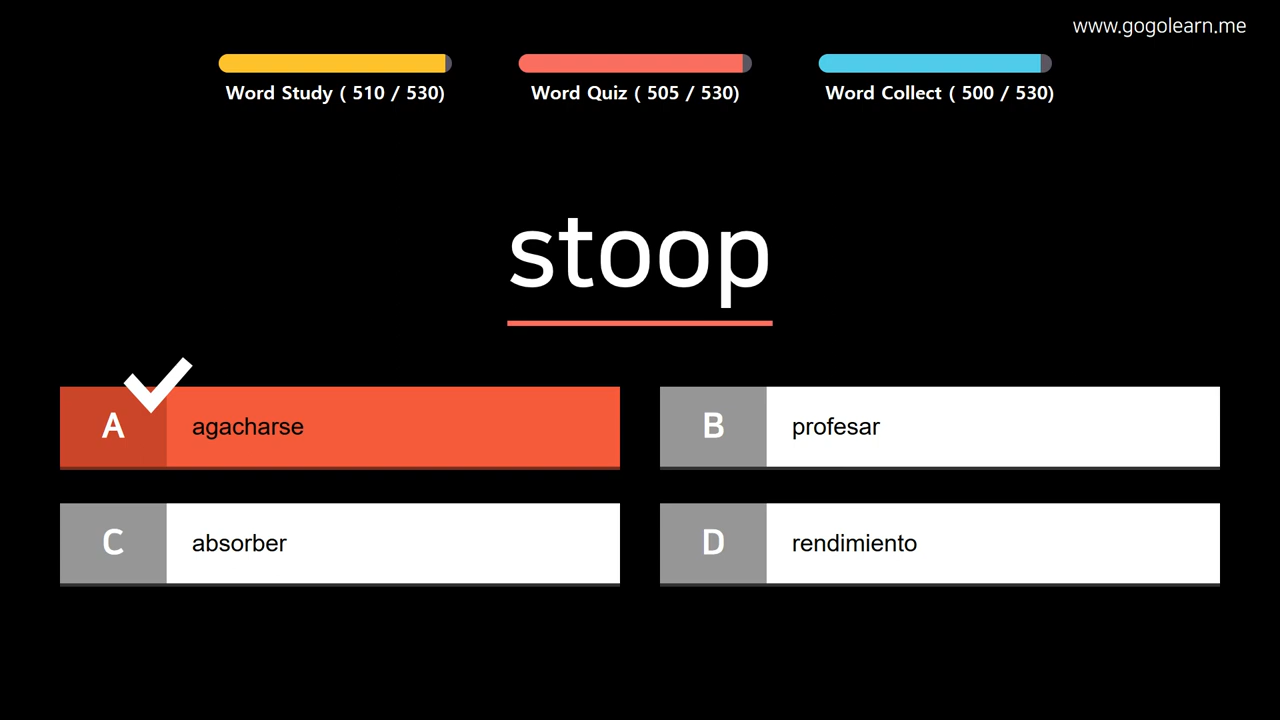 www.gogolearn.me
Word Study ( 510 / 530)
Word Quiz ( 505 / 530)
Word Collect ( 500 / 530)
stoop
A agacharse
B profesar
C absorber
D rendimiento